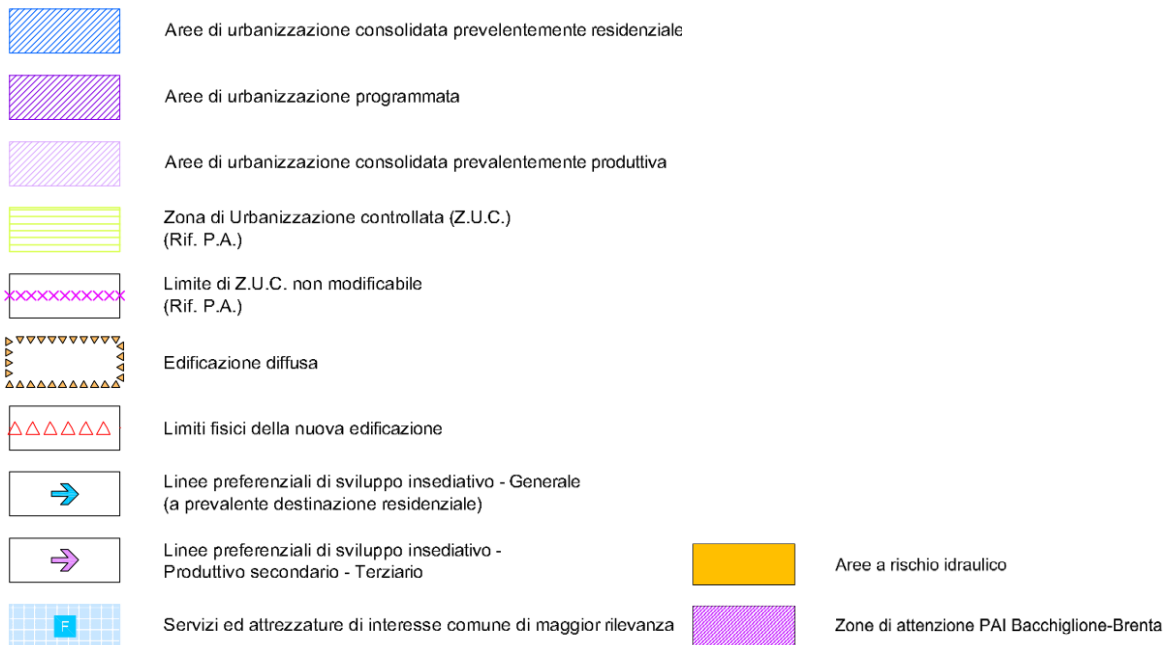 Aree di urbanizzazione consolidata prevelentemente residenziale
Aree di urbanizzazione programmata
Aree di urbanizzazione consolidata prevalentemente produttiva
Zona di Urbanizzazione controllata (Z.U.C.)
(Rif. P.A.)
Limite di Z.U.C. non modificabile
(Rif. P.A.)
Edificazione diffusa
Limiti fisici della nuova edificazione
Linee preferenziali di sviluppo insediativo - Generale
(a prevalente destinazione residenziale)
Linee preferenziali di sviluppo insediativo -
Produttivo secondario - Terziario
Aree a rischio idraulico
F
Servizi ed attrezzature di interesse comune di maggior rilevanza
Zone di attenzione PAI Bacchiglione-Brenta